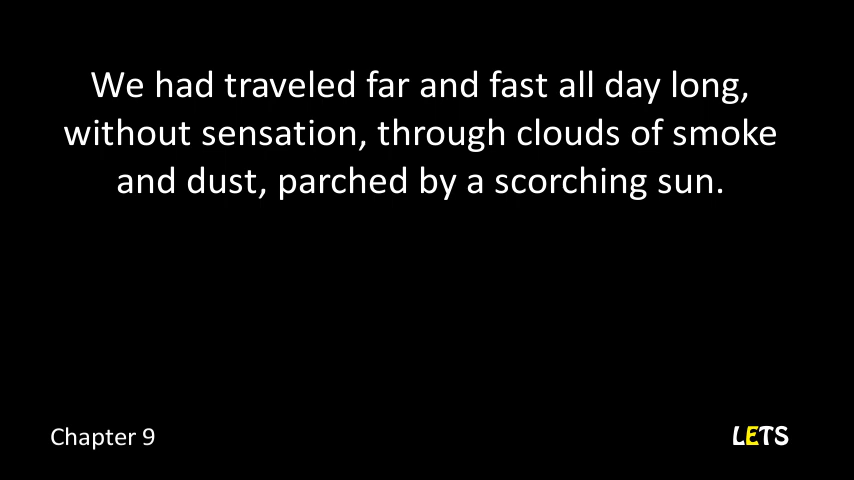 We had traveled far and fast all day long,
without sensation, through clouds of smoke
and dust, parched by a scorching sun.
Chapter 9
LETS